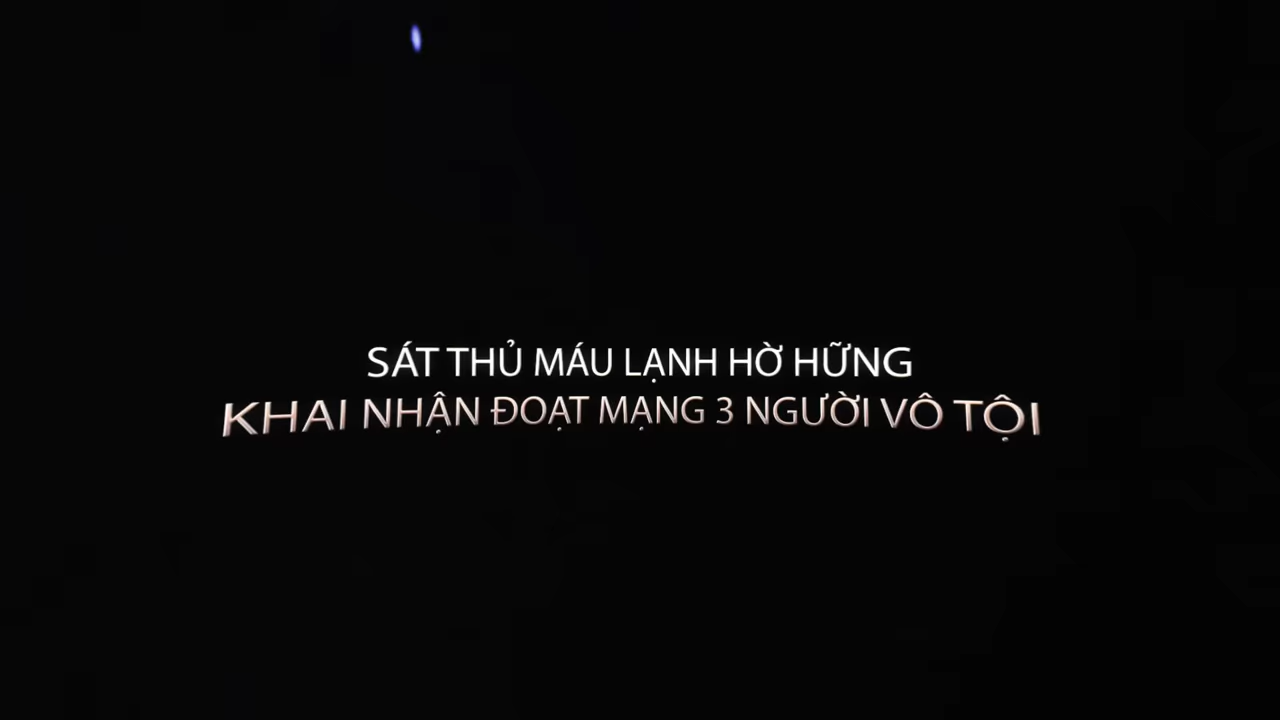 SÁT THỦ MÁU LẠNH HỜ HỮNG
KHAI NHẬN ĐOẠT MẠNG 3 NGƯỜI VÔ TỘI